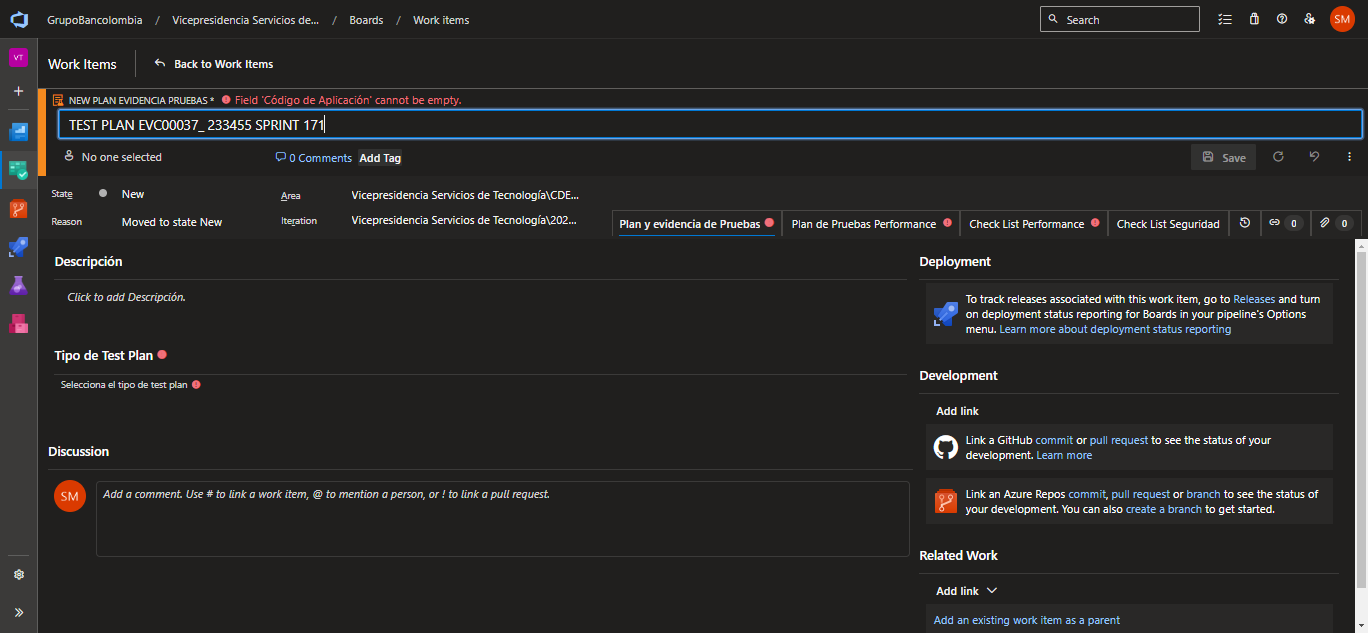 GrupoBancolombia / Vicepresidencia Servicios de... / Boards / Work items
Search
SM
VT
Work Items
Back to Work Items
NEW PLAN EVIDENCIA PRUEBAS * Field 'Código de Aplicación' cannot be empty.
TEST PLAN EVC00037_ 233455 SPRINT 171
No one selected
0 Comments
Add Tag
Save
State
New
Area
Vicepresidencia Servicios de Tecnología\CDE...
Reason
Moved to state New
Iteration
Vicepresidencia Servicios de Tecnología\202...
Plan y evidencia de Pruebas
Plan de Pruebas Performance
Check List Performance
Check List Seguridad
0
0
Descripción
Click to add Descripción.
Tipo de Test Plan
Selecciona el tipo de test plan
Discussion
SM
Add a comment. Use # to link a work item, @ to mention a person, or ! to link a pull request.
Deployment
To track releases associated with this work item, go to Releases and turn
on deployment status reporting for Boards in your pipeline's Options
menu. Learn more about deployment status reporting
Development
Add link
Link a GitHub commit or pull request to see the status of your
development. Learn more
Link an Azure Repos commit, pull request or branch to see the status of
your development. You can also create a branch to get started.
Related Work
Add link
Add an existing work item as a parent